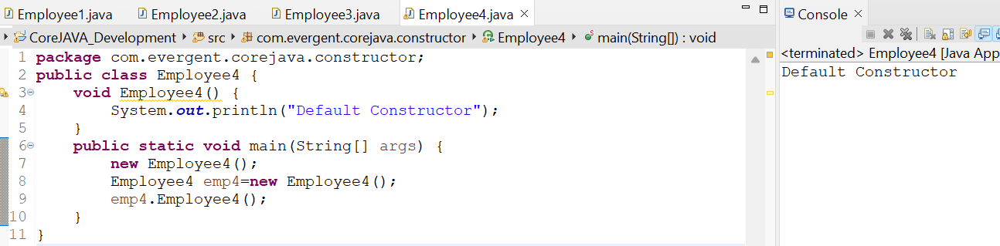 Employee1.java Employee2.java Employee3.java Employee4.java
CoreJAVA_Development src com.evergent.corejava.constructor Employee4 main(String[]) : void
1 package com.evergent.corejava.constructor;
2 public class Employee4 {
3 void Employee4() {
4 System.out.println("Default Constructor");
5 }
6 public static void main(String[] args) {
7 new Employee4();
8 Employee4 emp4=new Employee4();
9 emp4.Employee4();
10 }
11 }
Console
<terminated> Employee4 [Java App
Default Constructor